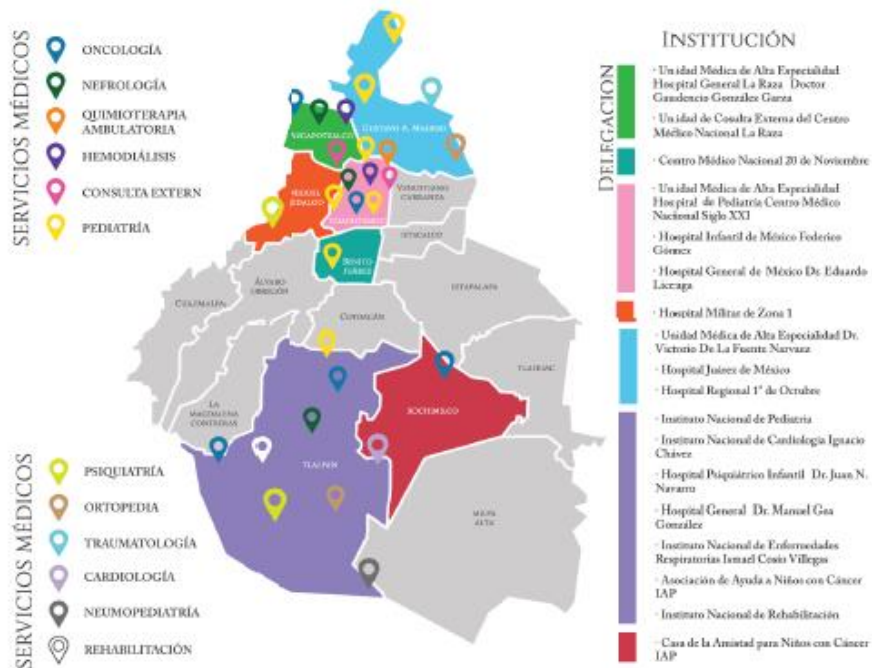 SERVICIOS MÉDICOS
ONCOLOGÍA
NEFROLOGÍA
QUIMIOTERAPIA
AMBULATORIA
HEMODIÁLISIS
CONSULTA EXTERN
PEDIATRÍA
SERVICIOS MÉDICOS
PSIQUIATRÍA
ORTOPEDIA
TRAUMATOLOGÍA
CARDIOLOGÍA
NEUMOPEDIATRÍA
REHABILITACIÓN
AZCAPOTZALCO
GUSTAVO A. MADERO
MIGUEL
HIDALGO
CUAUHTEMOC
VENUSTIANO
CARRANZA
IZTACALCO
BENITO
JUÁREZ
ÁLVARO
OBREGÓN
CUAJIMALPA
IZTAPALAPA
COYOACÁN
TLAHUAC
LA
MAGDALENA
CONTRERAS
XOCHIMILCO
TLALPAN
MILPA
ALTA
INSTITUCIÓN
DELEGACION
· Unidad Médica de Alta Especialidad
Hospital General La Raza Doctor
Gaudencio González Garza
· Unidad de Cosulta Externa del Centro
Médico Nacional La Raza
· Centro Médico Nacional 20 de Noviembre
· Unidad Médica de Alta Especialidad
Hospital de Pediatría Centro Médico
Nacional Siglo XXI
· Hospital Infantil de México Federico
Gómez
· Hospital General de México Dr. Eduardo
Liceaga
· Hospital Militar de Zona 1
· Unidad Médica de Alta Especialidad Dr.
Victorio De La Fuente Narvaez
· Hospital Juárez de México
· Hospital Regional 1º de Octubre
· Instituto Nacional de Pediatria
· Instituto Nacional de Cardiología Ignacio
Chávez
· Hospital Psiquiátrico Infantil Dr. Juan N.
Navarro
· Hospital General Dr. Manuel Gea
González
· Instituto Nacional de Enfermedades
Respiratorias Ismael Cosio Villegas
· Asociación de Ayuda a Niños con Cáncer
IAP
· Instituto Nacional de Rehabilitación
· Casa de la Amistad para Niños con Cáncer
IAP